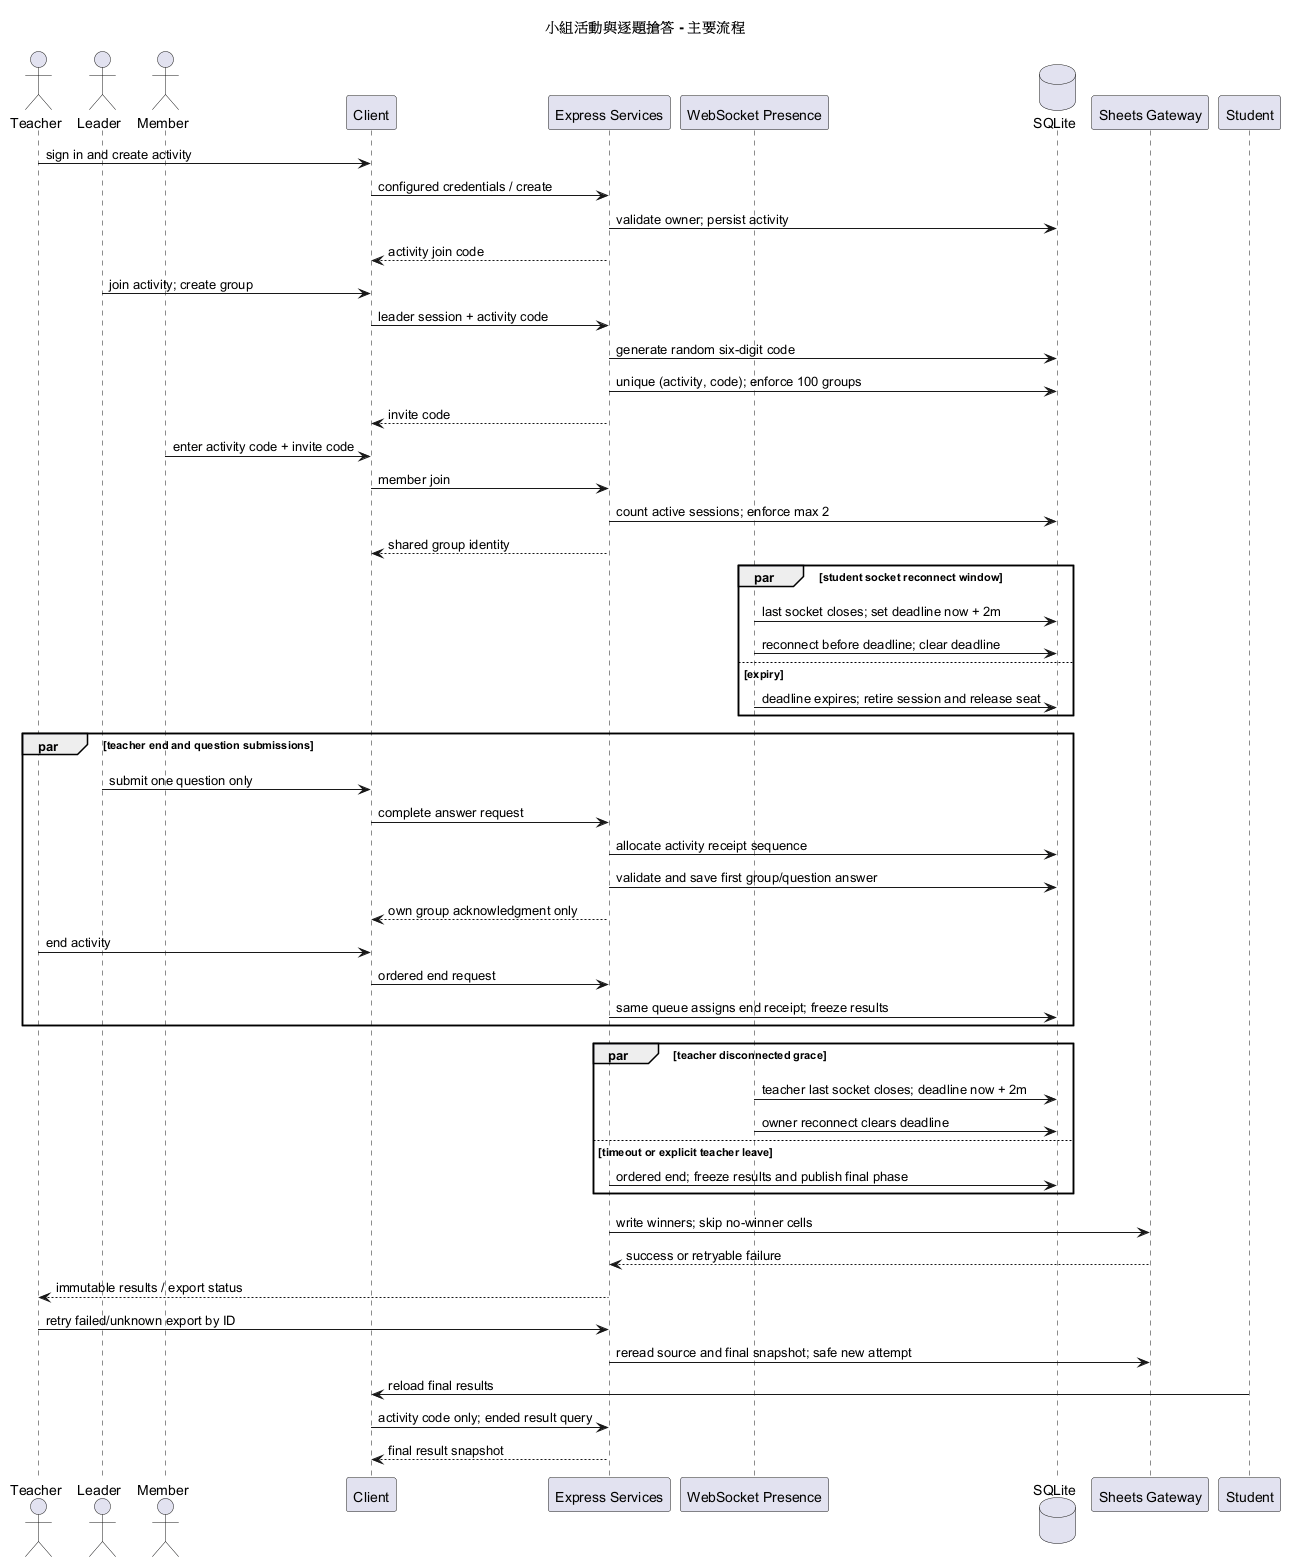 小組活動與逐題搶答 - 主要流程
Teacher
Leader
Member
Client
Express Services
WebSocket Presence
SQLite
Sheets Gateway
Student
sign in and create activity
configured credentials / create
validate owner; persist activity
activity join code
join activity; create group
leader session + activity code
generate random six-digit code
unique (activity, code); enforce 100 groups
invite code
enter activity code + invite code
member join
count active sessions; enforce max 2
shared group identity
par
[student socket reconnect window]
last socket closes; set deadline now + 2m
reconnect before deadline; clear deadline
[expiry]
deadline expires; retire session and release seat
par
[teacher end and question submissions]
submit one question only
complete answer request
allocate activity receipt sequence
validate and save first group/question answer
own group acknowledgment only
end activity
ordered end request
same queue assigns end receipt; freeze results
par
[teacher disconnected grace]
teacher last socket closes; deadline now + 2m
owner reconnect clears deadline
[timeout or explicit teacher leave]
ordered end; freeze results and publish final phase
write winners; skip no-winner cells
success or retryable failure
immutable results / export status
retry failed/unknown export by ID
reread source and final snapshot; safe new attempt
reload final results
activity code only; ended result query
final result snapshot
Teacher
Leader
Member
Client
Express Services
WebSocket Presence
SQLite
Sheets Gateway
Student